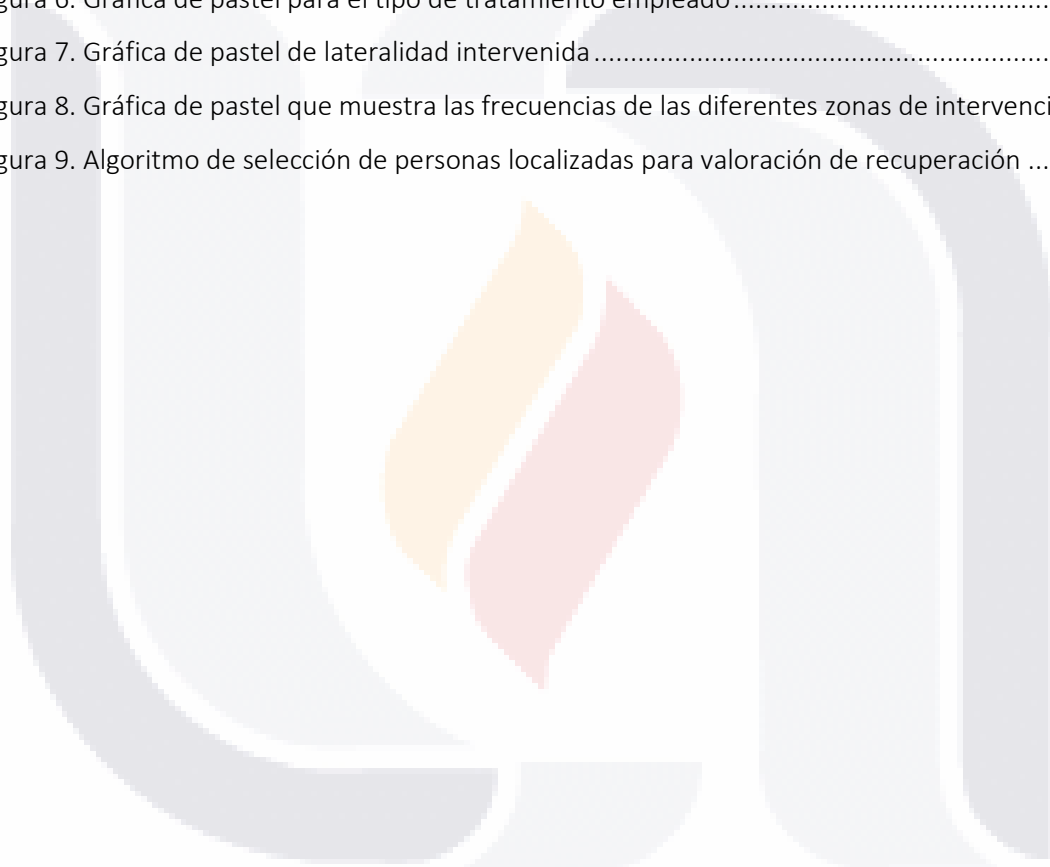 gura 6. Gráfica de pastel para el tipo de tratamiento empleado....................................
gura 7. Gráfica de pastel de lateralidad intervenida....................................................
gura 8. Gráfica de pastel que muestra las frecuencias de las diferentes zonas de intervenci
gura 9. Algoritmo de selección de personas localizadas para valoración de recuperación ...